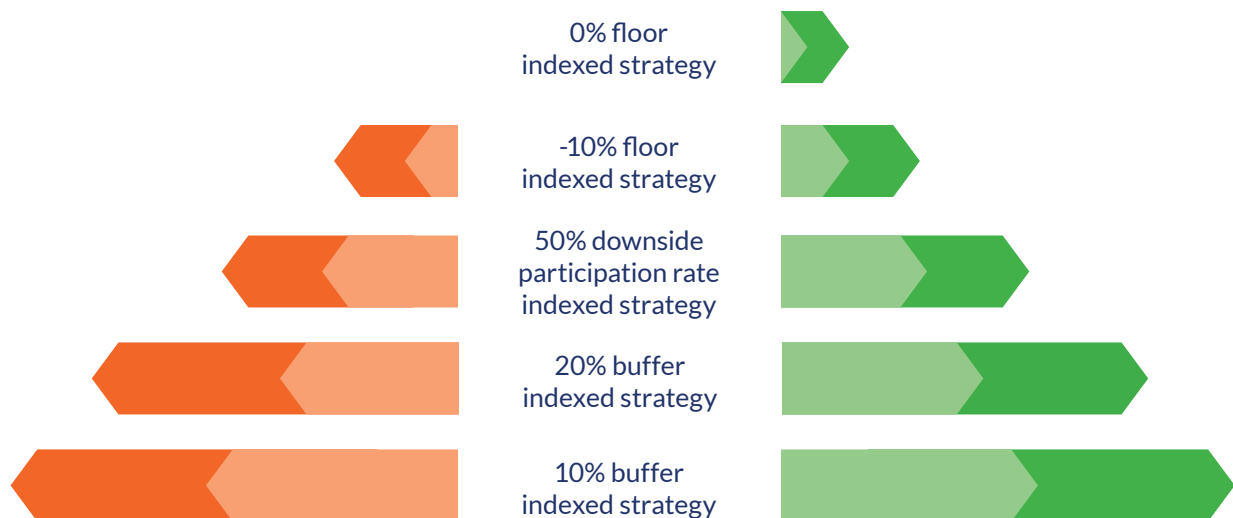 0% floor
indexed strategy
-10% floor
indexed strategy
50% downside
participation rate
indexed strategy
20% buffer
indexed strategy
10% buffer
indexed strategy